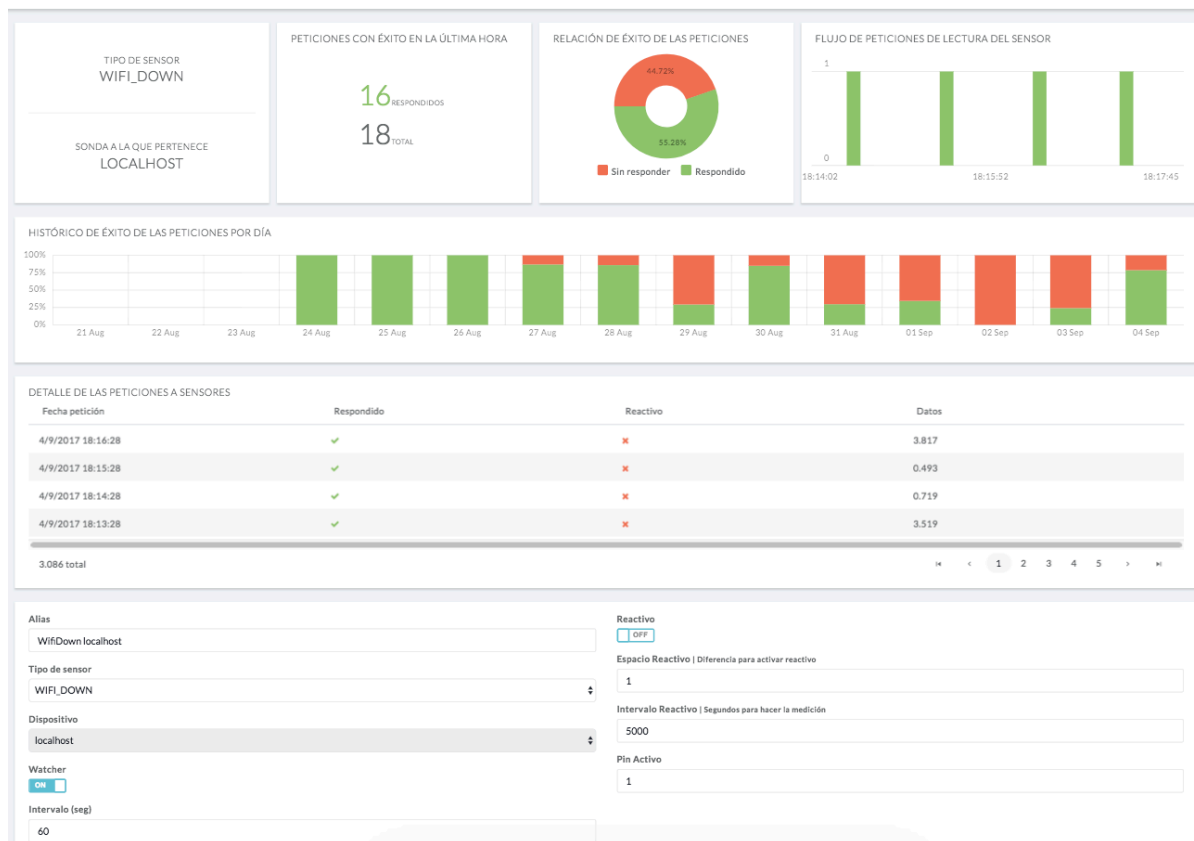 TIPO DE SENSOR
WIFI_DOWN
SONDA A LA QUE PERTENECE
LOCALHOST
PETICIONES CON ÉXITO EN LA ÚLTIMA HORA
16 RESPONDIDOS
18 TOTAL
RELACIÓN DE ÉXITO DE LAS PETICIONES
44.72%
55.28%
Sin responder Respondido
FLUJO DE PETICIONES DE LECTURA DEL SENSOR
1
0
18:14:02 18:15:52 18:17:45
HISTÓRICO DE ÉXITO DE LAS PETICIONES POR DÍA
100%
75%
50%
25%
0%
21 Aug 22 Aug 23 Aug 24 Aug 25 Aug 26 Aug 27 Aug 28 Aug 29 Aug 30 Aug 31 Aug 01 Sep 02 Sep 03 Sep 04 Sep
DETALLE DE LAS PETICIONES A SENSORES
Fecha petición Respondido Reactivo Datos
4/9/2017 18:16:28 3.817
4/9/2017 18:15:28 0.493
4/9/2017 18:14:28 0.719
4/9/2017 18:13:28 3.519
3.086 total 1 2 3 4 5
Alias
WifiDown localhost
Tipo de sensor
WIFI_DOWN
Dispositivo
localhost
Watcher
ON
Intervalo (seg)
60
Reactivo
OFF
Espacio Reactivo | Diferencia para activar reactivo
1
Intervalo Reactivo | Segundos para hacer la medición
5000
Pin Activo
1